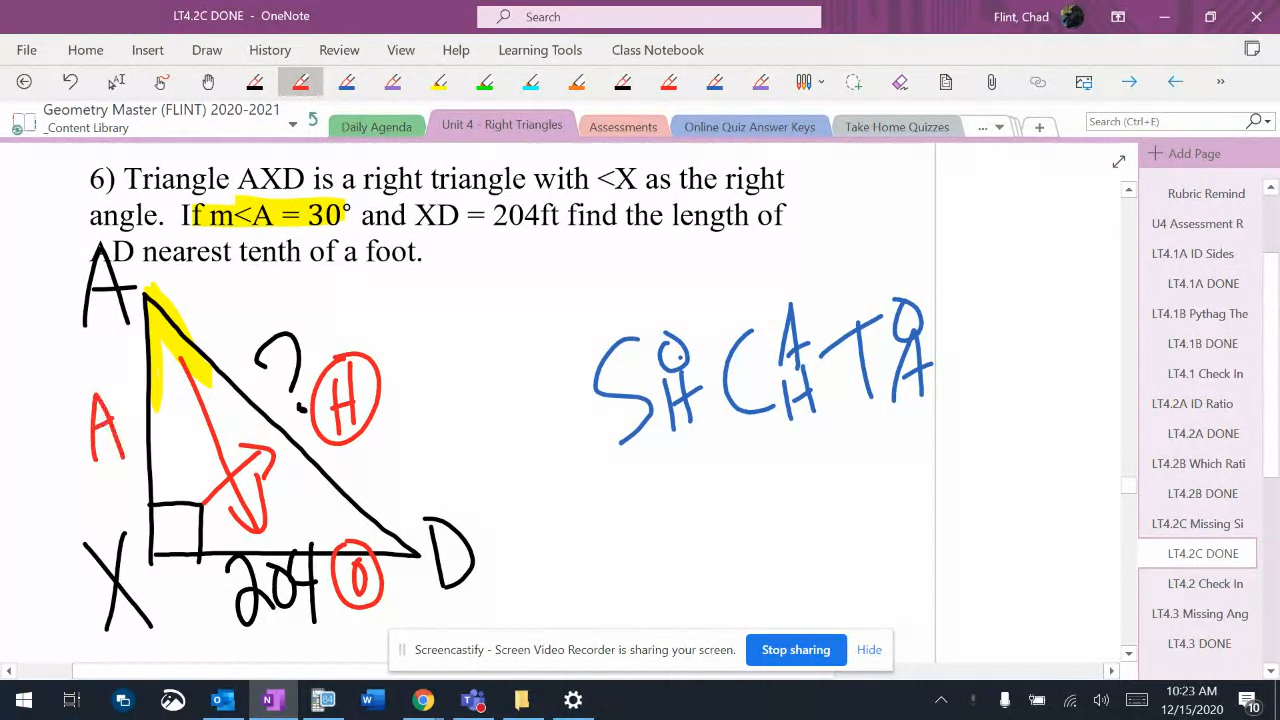 LT4.2C DONE - OneNote
Search
Flint, Chad
File Home Insert Draw History Review View Help Learning Tools Class Notebook
Geometry Master (FLINT) 2020-2021
_Content Library
Daily Agenda
Unit 4 - Right Triangles
Assessments
Online Quiz Answer Keys
Take Home Quizzes
...
Search (Ctrl+E)
Add Page
Rubric Remind
U4 Assessment R
LT4.1A ID Sides
LT4.1A DONE
LT4.1B Pythag The
LT4.1B DONE
LT4.1 Check In
LT4.2A ID Ratio
LT4.2A DONE
LT4.2B Which Rati
LT4.2B DONE
LT4.2C Missing Si
LT4.2C DONE
LT4.2 Check In
LT4.3 Missing Ang
LT4.3 DONE
6) Triangle AXD is a right triangle with <X as the right
angle. If m<A = 30° and XD = 204ft find the length of
AD nearest tenth of a foot.
A
?
H
A
X
204
O
D
S O H C A H T O A
Screencastify - Screen Video Recorder is sharing your screen.
Stop sharing
Hide
84
10:23 AM
12/15/2020
10